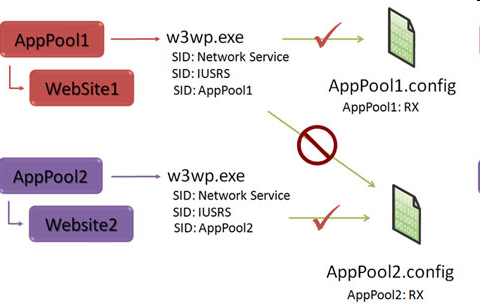 AppPool1
w3wp.exe
SID: Network Service
SID: IUSRS
SID: AppPool1
WebSite1
AppPool1.config
AppPool1: RX
AppPool2
w3wp.exe
SID: Network Service
SID: IUSRS
SID: AppPool2
Website2
AppPool2.config
AppPool2: RX